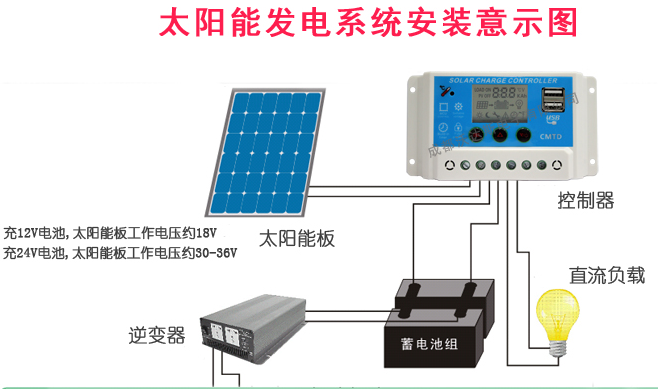 太阳能发电系统安装意示图
SOLAR CHARGE CONTROLLER
USB
CMTD
控制器
充12V电池,太阳能板工作电压约18V
太阳能板
充24V电池,太阳能板工作电压约30-36V
直流负载
逆变器
蓄电池组